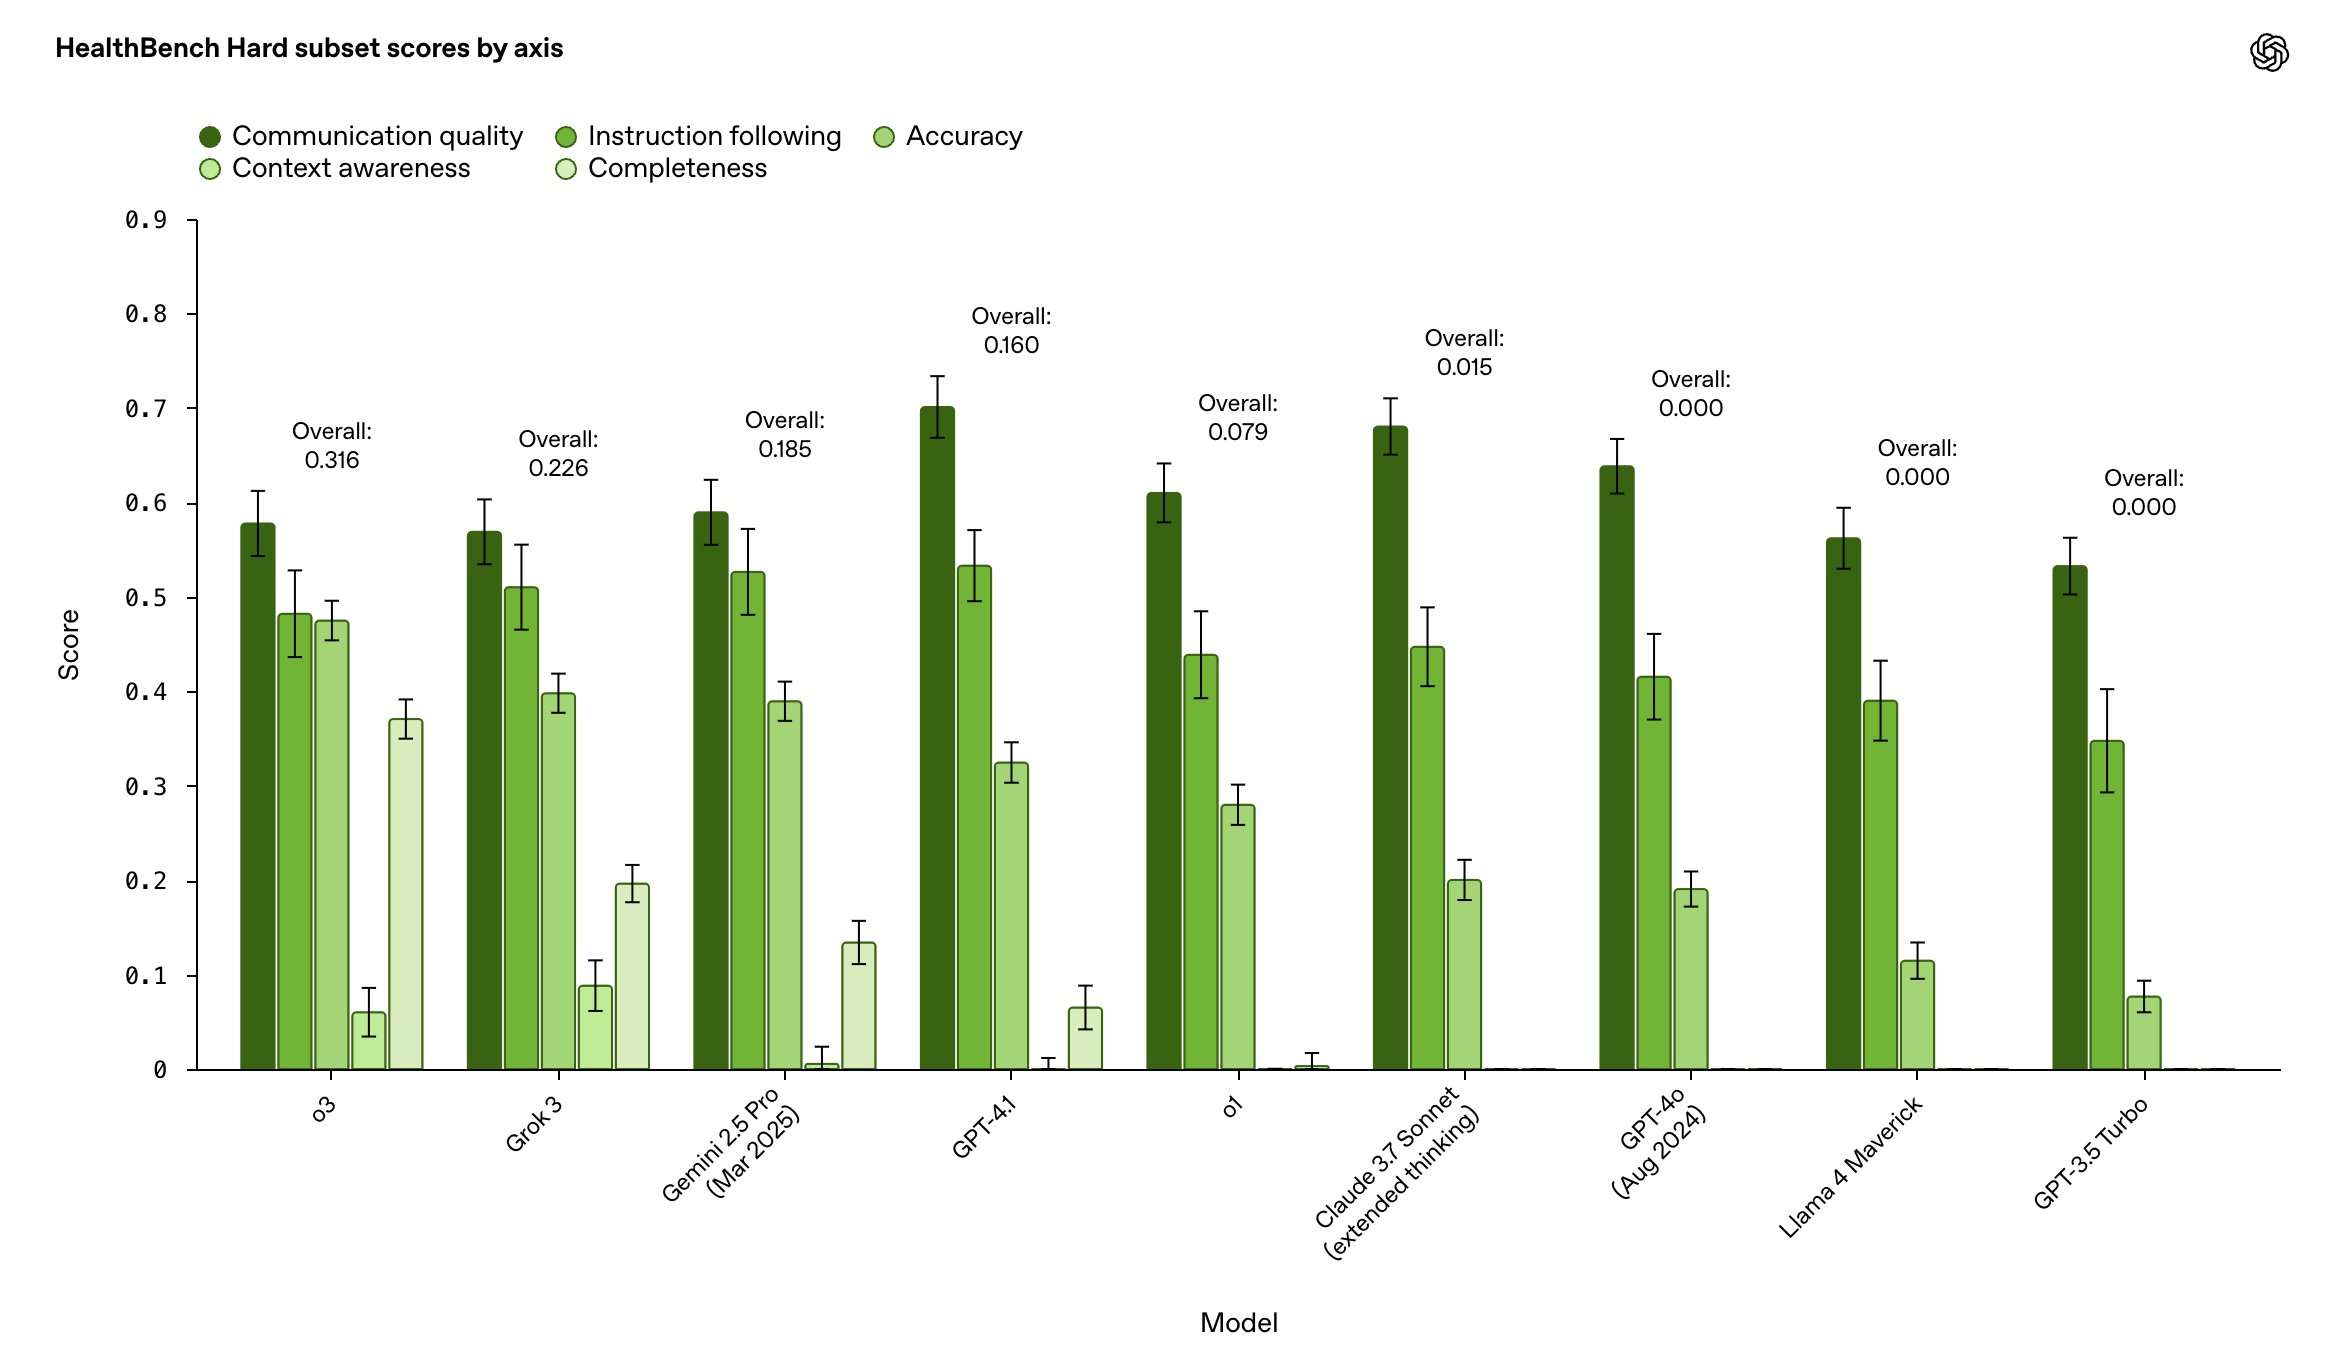 HealthBench Hard subset scores by axis
Communication quality
Instruction following
Accuracy
Context awareness
Completeness
0.9
0.8
0.7
0.6
0.5
0.4
0.3
0.2
0.1
0
Score
Overall:
0.316
Overall:
0.226
Overall:
0.185
Overall:
0.160
Overall:
0.079
Overall:
0.015
Overall:
0.000
Overall:
0.000
Overall:
0.000
o3
Grok 3
Gemini 2.5 Pro
(Mar 2025)
GPT-4.1
o1
Claude 3.7 Sonnet
(extended thinking)
GPT-4o
(Aug 2024)
Llama 4 Maverick
GPT-3.5 Turbo
Model